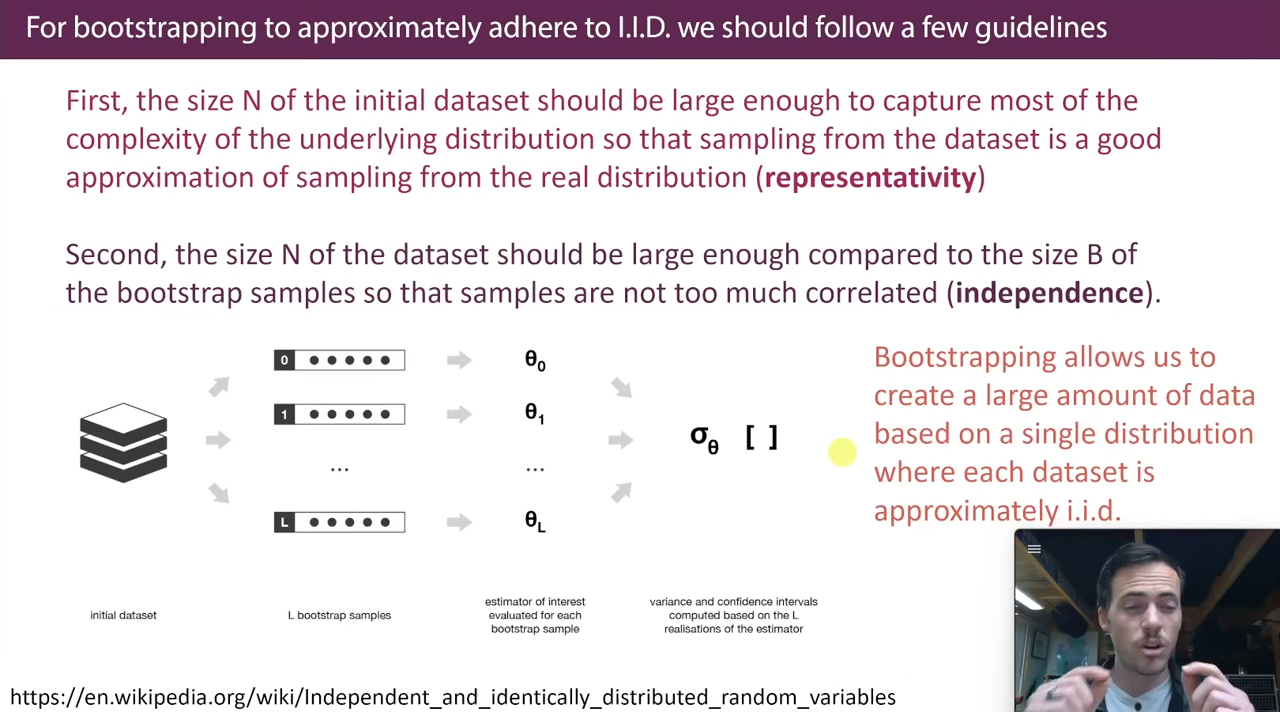 For bootstrapping to approximately adhere to I.I.D. we should follow a few guidelines
First, the size N of the initial dataset should be large enough to capture most of the
complexity of the underlying distribution so that sampling from the dataset is a good
approximation of sampling from the real distribution (representativity)
Second, the size N of the dataset should be large enough compared to the size B of
the bootstrap samples so that samples are not too much correlated (independence).
0
θ0
1
θ1
...
...
L
θL
σθ [ ]
Bootstrapping allows us to
create a large amount of data
based on a single distribution
where each dataset is
approximately i.i.d.
initial dataset
L bootstrap samples
estimator of interest
evaluated for each
bootstrap sample
variance and confidence intervals
computed based on the L
realisations of the estimator
https://en.wikipedia.org/wiki/Independent_and_identically_distributed_random_variables